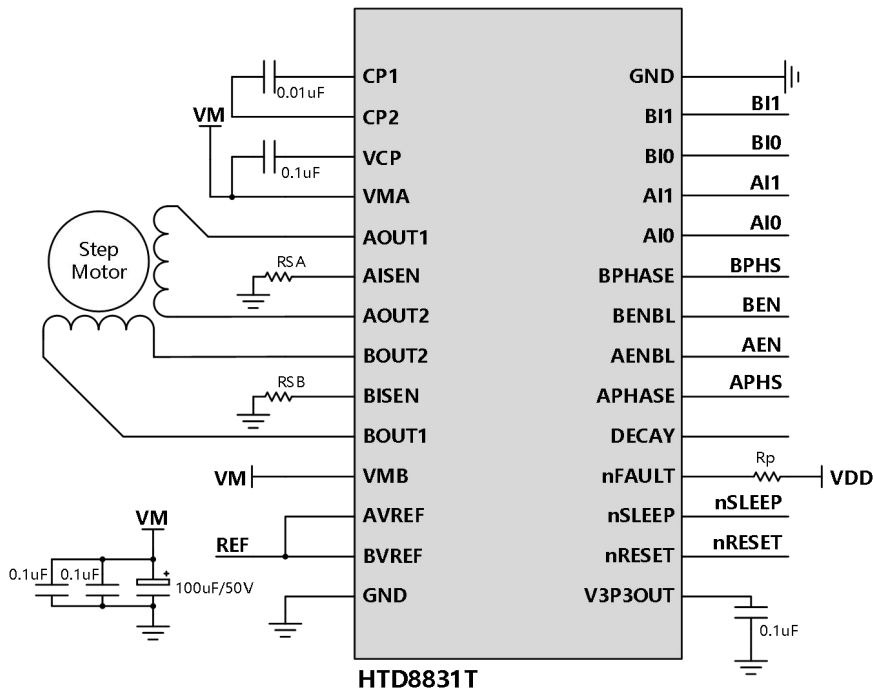 CP1
GND
0.01uF
BI1
VM
CP2
BI1
BI0
VCP
BI0
0.1uF
AI1
VMA
AI1
AI0
AOUT1
AI0
Step
Motor
RSA
BPHS
AISEN
BPHASE
BEN
AOUT2
BENBL
AEN
BOUT2
AENBL
RSB
APHS
BISEN
APHASE
BOUT1
DECAY
Rp
VM
VMB
nFAULT
VDD
nSLEEP
VM
AVREF
nSLEEP
REF
nRESET
BVREF
nRESET
0.1uF
0.1uF
+
100uF/50V
GND
V3P3OUT
0.1uF
HTD8831T